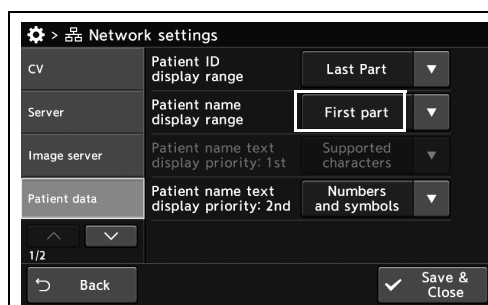 > Network settings
CV
Server
Image server
Patient data
1/2
Patient ID
display range
Last Part
Patient name
display range
First part
Patient name text
display priority: 1st
Supported
characters
Patient name text
display priority: 2nd
Numbers
and symbols
Back
Save &
Close